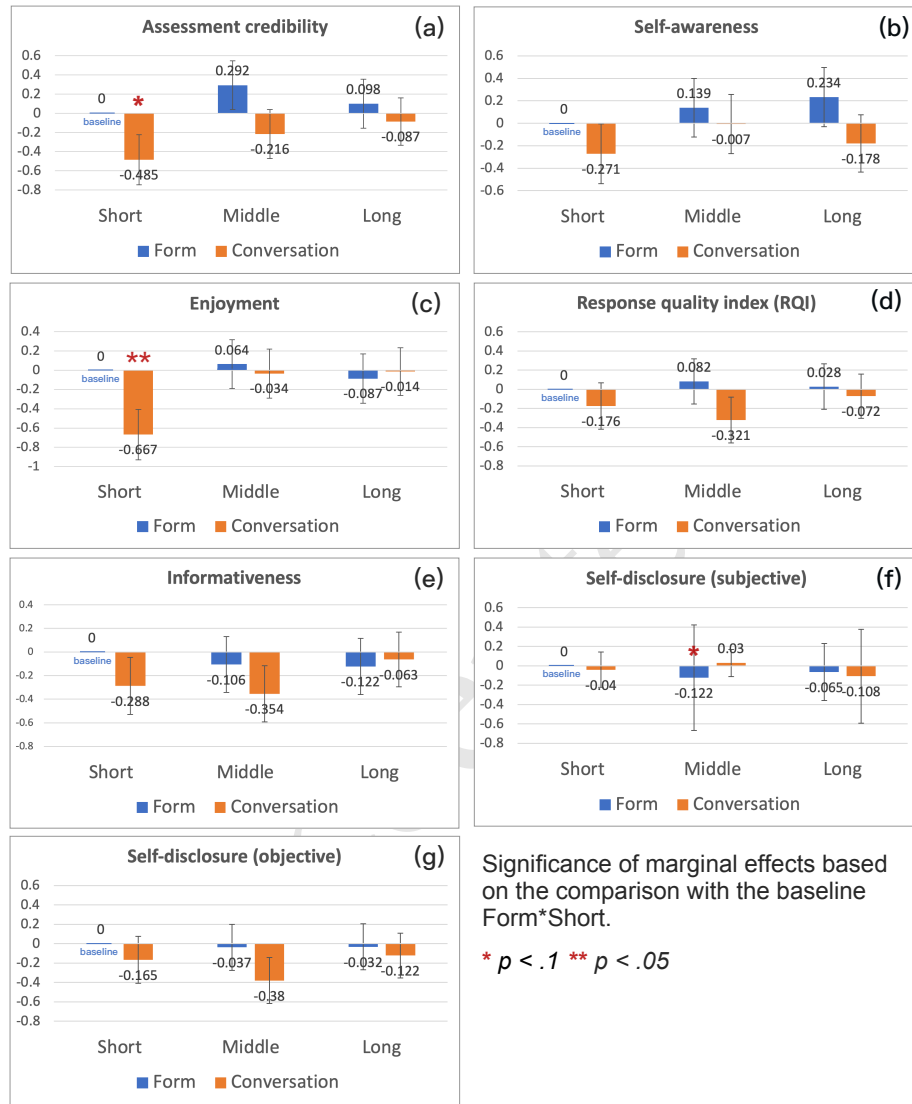 Assessment credibility
(a)
0.6
0.4
0.2
0
-0.2
-0.4
-0.6
-0.8
0
baseline
*
-0.485
0.292
-0.216
0.098
-0.087
Short Middle Long
Form Conversation
Self-awareness
(b)
0.6
0.4
0.2
0
-0.2
-0.4
-0.6
0
baseline
-0.271
0.139
-0.007
0.234
-0.178
Short Middle Long
Form Conversation
Enjoyment
(c)
0.4
0.2
0
-0.2
-0.4
-0.6
-0.8
-1
0
baseline
**
-0.667
0.064
-0.034
-0.087
-0.014
Short Middle Long
Form Conversation
Response quality index (RQI)
(d)
0.6
0.4
0.2
0
-0.2
-0.4
-0.6
-0.8
0
baseline
-0.176
0.082
-0.321
0.028
-0.072
Short Middle Long
Form Conversation
Informativeness
(e)
0.4
0.2
0
-0.2
-0.4
-0.6
-0.8
0
baseline
-0.288
-0.106
-0.354
-0.122
-0.063
Short Middle Long
Form Conversation
Self-disclosure (subjective)
(f)
0.6
0.4
0.2
0
-0.2
-0.4
-0.6
-0.8
0
baseline
-0.04
*
-0.122
0.03
-0.065
-0.108
Short Middle Long
Form Conversation
Self-disclosure (objective)
(g)
0.6
0.4
0.2
0
-0.2
-0.4
-0.6
-0.8
0
baseline
-0.165
-0.037
-0.38
-0.032
-0.122
Short Middle Long
Form Conversation
Significance of marginal effects based
on the comparison with the baseline
Form*Short.
* p < .1 ** p < .05